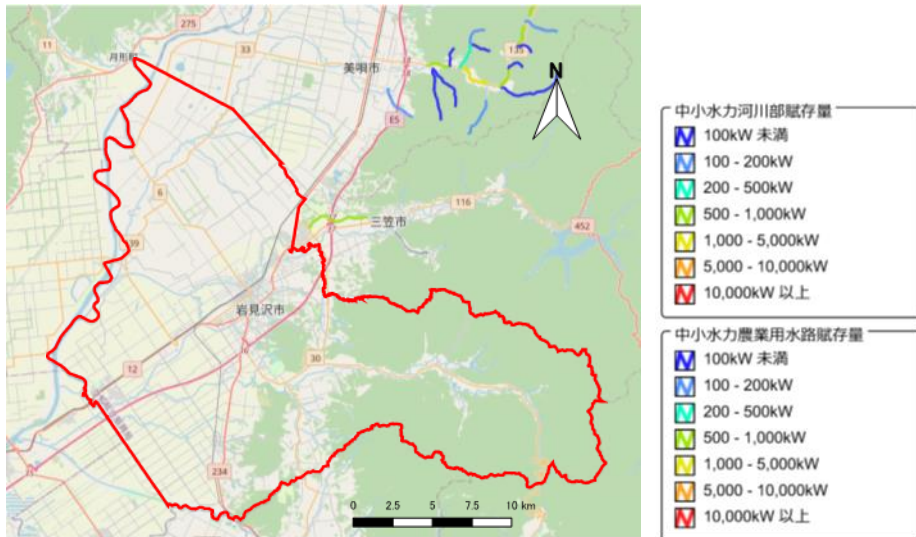 11
275
月形町
33
美唄市
135
N
E5
6
三笠市
116
452
139
岩見沢市
30
12
16
234
0 2.5 5 7.5 10 km
中小水力河川部賦存量
100kW 未満
100 - 200kW
200 - 500kW
500 - 1,000kW
1,000 - 5,000kW
5,000 - 10,000kW
10,000kW 以上
中小水力農業用水路賦存量
100kW 未満
100 - 200kW
200 - 500kW
500 - 1,000kW
1,000 - 5,000kW
5,000 - 10,000kW
10,000kW 以上